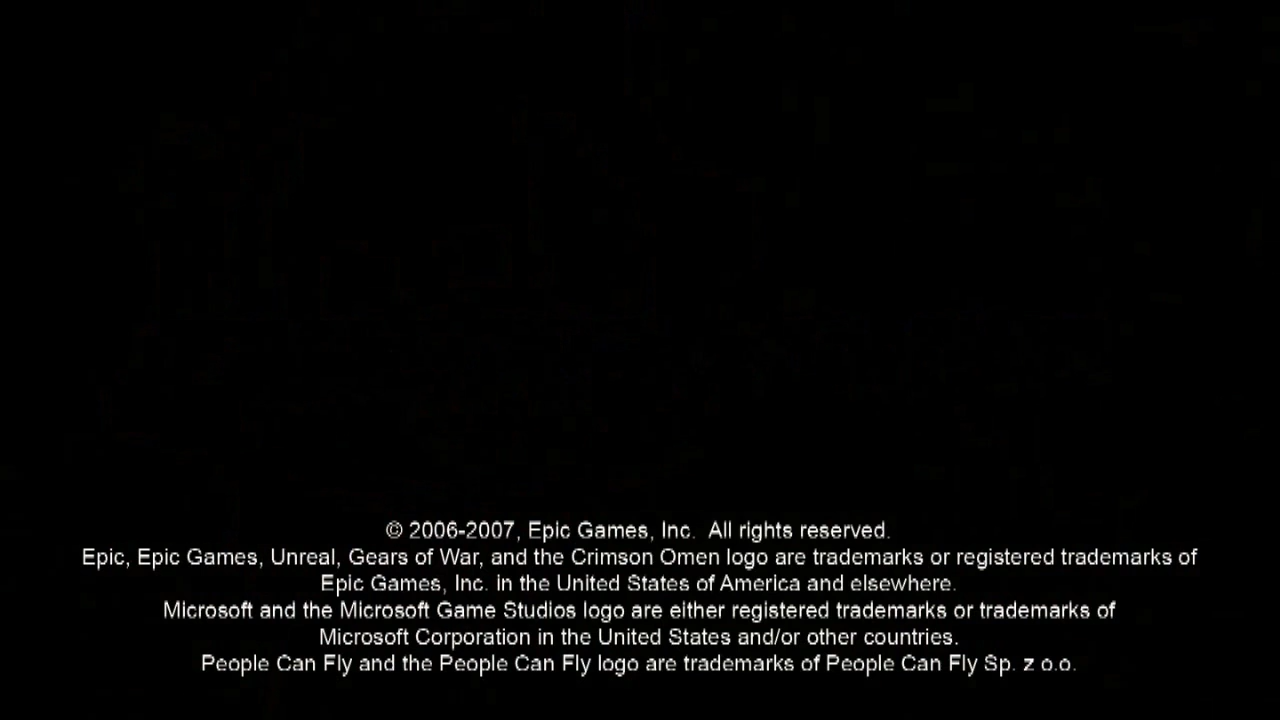 © 2006-2007, Epic Games, Inc.  All rights reserved.
Epic, Epic Games, Unreal, Gears of War, and the Crimson Omen logo are trademarks or registered trademarks of
Epic Games, Inc. in the United States of America and elsewhere.
Microsoft and the Microsoft Game Studios logo are either registered trademarks or trademarks of
Microsoft Corporation in the United States and/or other countries.
People Can Fly and the People Can Fly logo are trademarks of People Can Fly Sp. z o.o.